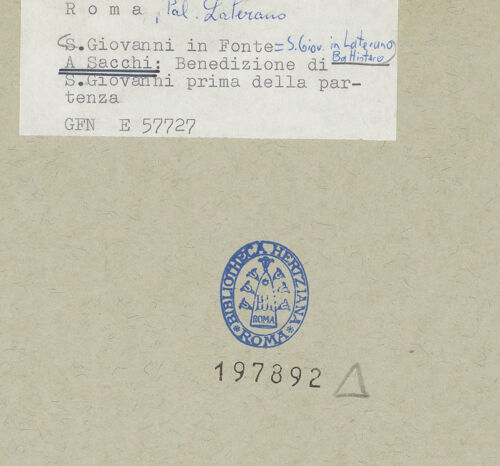 Roma, Pal. Laterano
S.Giovanni in Fonte = S. Giov. in Laterano,
Battistero
A Sacchi: Benedizione di
S.Giovanni prima della par-
tenza
GFN E 57727
BIBLIOTHECA HERTZIANA
ROMA
* ROMA *
197892